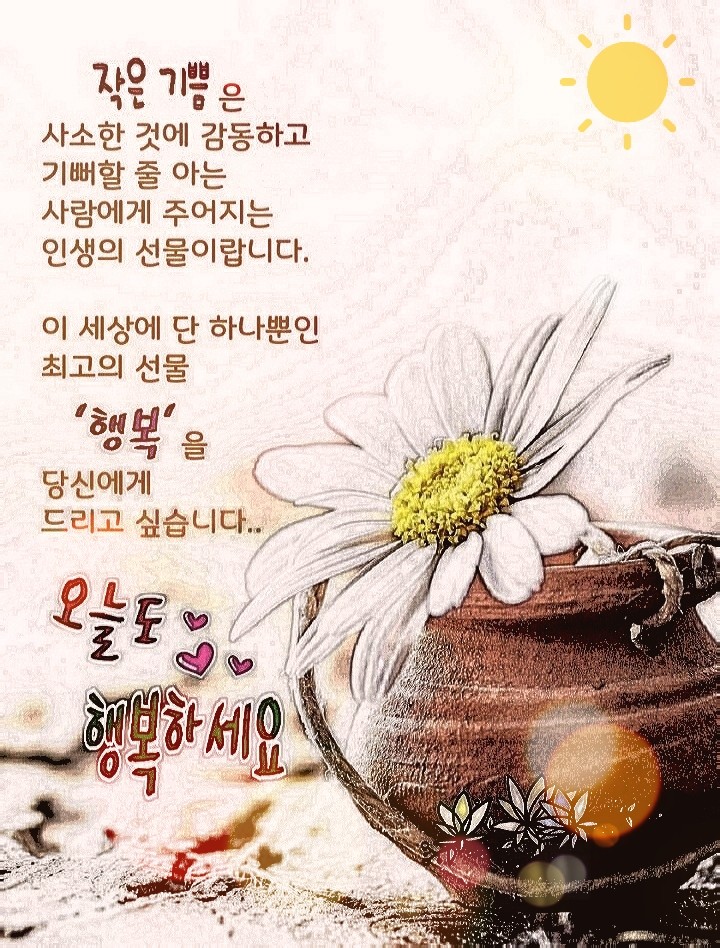 작은 기쁨 은
사소한 것에 감동하고
기뻐할 줄 아는
사람에게 주어지는
인생의 선물이랍니다.
이 세상에 단 하나뿐인
최고의 선물
‘행복’ 을
당신에게
드리고 싶습니다..
오늘도
행복하세요